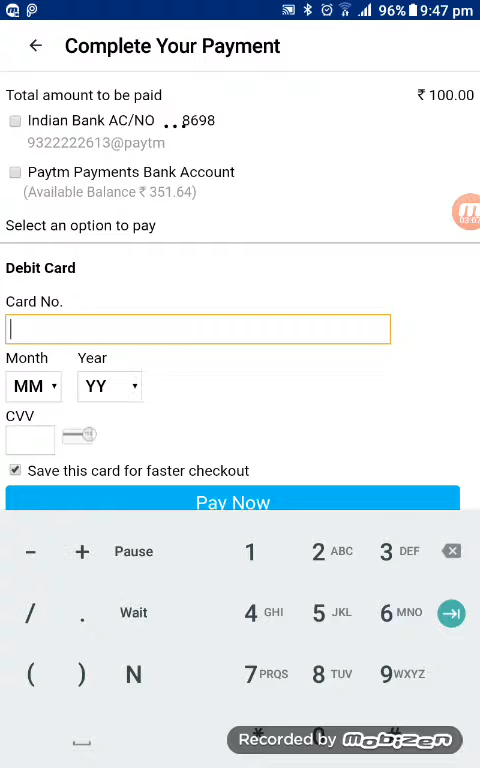 96% 9:47 pm
Complete Your Payment
Total amount to be paid ₹ 100.00
Indian Bank AC/NO ...8698
9322222613@paytm
Paytm Payments Bank Account
(Available Balance ₹ 351.64)
Select an option to pay
Debit Card
Card No.
Month Year
MM YY
CVV
Save this card for faster checkout
Pay Now
- + Pause 1 2 ABC 3 DEF
/ . Wait 4 GHI 5 JKL 6 MNO
( ) N 7 PRQS 8 TUV 9 WXYZ
Recorded by mobizen